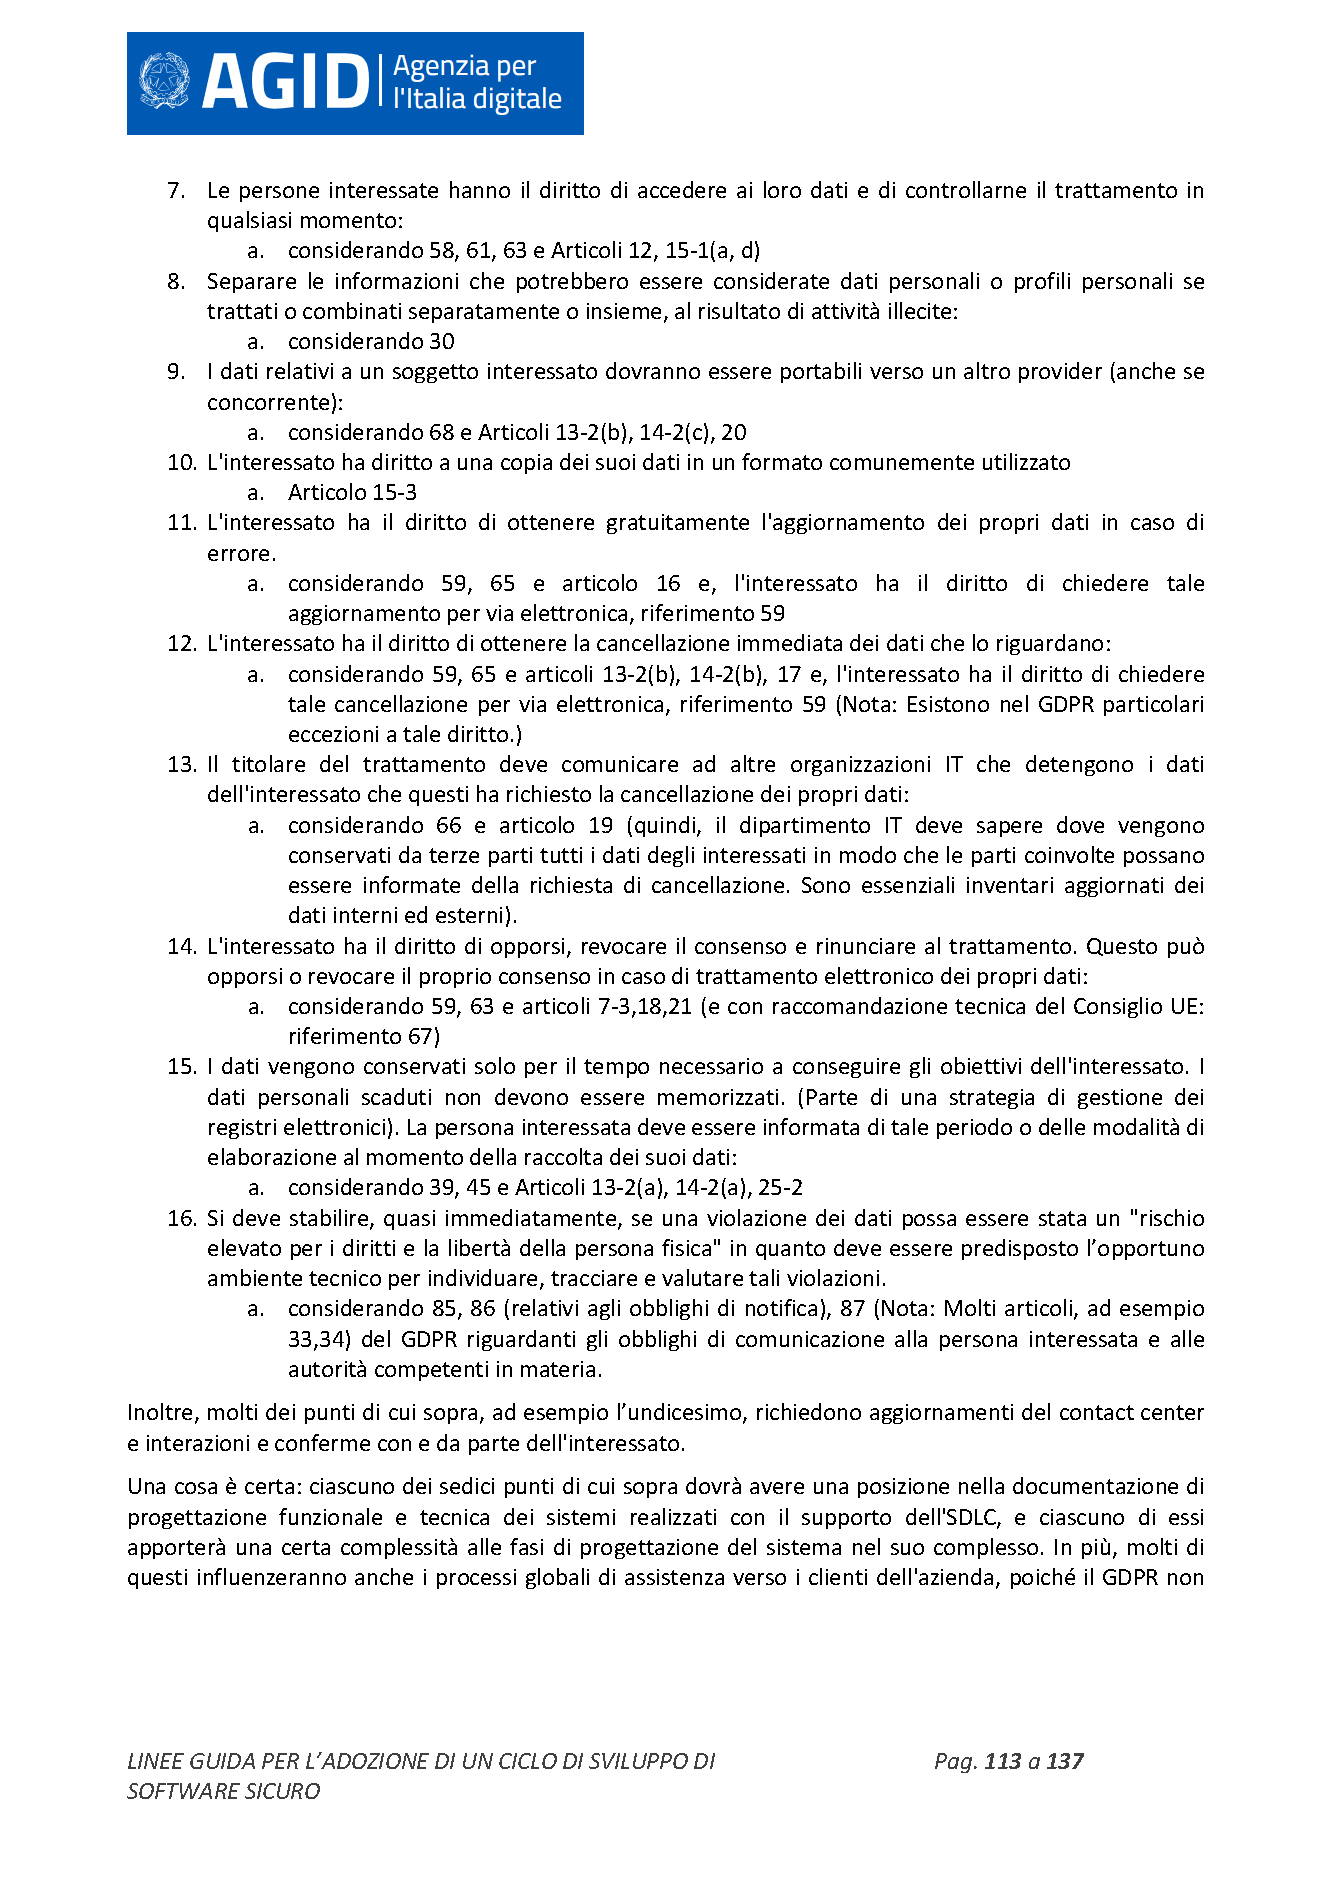 AGID Agenzia per
l'Italia digitale
7. Le persone interessate hanno il diritto di accedere ai loro dati e di controllarne il trattamento in
qualsiasi momento:
a. considerando 58, 61, 63 e Articoli 12, 15-1(a, d)
8. Separare le informazioni che potrebbero essere considerate dati personali o profili personali se
trattati o combinati separatamente o insieme, al risultato di attività illecite:
a. considerando 30
9. I dati relativi a un soggetto interessato dovranno essere portabili verso un altro provider (anche se
concorrente):
a. considerando 68 e Articoli 13-2(b), 14-2(c), 20
10. L'interessato ha diritto a una copia dei suoi dati in un formato comunemente utilizzato
a. Articolo 15-3
11. L'interessato ha il diritto di ottenere gratuitamente l'aggiornamento dei propri dati in caso di
errore.
a. considerando 59, 65 e articolo 16 e, l'interessato ha il diritto di chiedere tale
aggiornamento per via elettronica, riferimento 59
12. L'interessato ha il diritto di ottenere la cancellazione immediata dei dati che lo riguardano:
a. considerando 59, 65 e articoli 13-2(b), 14-2(b), 17 e, l'interessato ha il diritto di chiedere
tale cancellazione per via elettronica, riferimento 59 (Nota: Esistono nel GDPR particolari
eccezioni a tale diritto.)
13. Il titolare del trattamento deve comunicare ad altre organizzazioni IT che detengono i dati
dell'interessato che questi ha richiesto la cancellazione dei propri dati:
a. considerando 66 e articolo 19 (quindi, il dipartimento IT deve sapere dove vengono
conservati da terze parti tutti i dati degli interessati in modo che le parti coinvolte possano
essere informate della richiesta di cancellazione. Sono essenziali inventari aggiornati dei
dati interni ed esterni).
14. L'interessato ha il diritto di opporsi, revocare il consenso e rinunciare al trattamento. Questo può
opporsi o revocare il proprio consenso in caso di trattamento elettronico dei propri dati:
a. considerando 59, 63 e articoli 7-3,18,21 (e con raccomandazione tecnica del Consiglio UE:
riferimento 67)
15. I dati vengono conservati solo per il tempo necessario a conseguire gli obiettivi dell'interessato. I
dati personali scaduti non devono essere memorizzati. (Parte di una strategia di gestione dei
registri elettronici). La persona interessata deve essere informata di tale periodo o delle modalità di
elaborazione al momento della raccolta dei suoi dati:
a. considerando 39, 45 e Articoli 13-2(a), 14-2(a), 25-2
16. Si deve stabilire, quasi immediatamente, se una violazione dei dati possa essere stata un "rischio
elevato per i diritti e la libertà della persona fisica" in quanto deve essere predisposto l’opportuno
ambiente tecnico per individuare, tracciare e valutare tali violazioni.
a. considerando 85, 86 (relativi agli obblighi di notifica), 87 (Nota: Molti articoli, ad esempio
33,34) del GDPR riguardanti gli obblighi di comunicazione alla persona interessata e alle
autorità competenti in materia.
Inoltre, molti dei punti di cui sopra, ad esempio l’undicesimo, richiedono aggiornamenti del contact center
e interazioni e conferme con e da parte dell'interessato.
Una cosa è certa: ciascuno dei sedici punti di cui sopra dovrà avere una posizione nella documentazione di
progettazione funzionale e tecnica dei sistemi realizzati con il supporto dell'SDLC, e ciascuno di essi
apporterà una certa complessità alle fasi di progettazione del sistema nel suo complesso. In più, molti di
questi influenzeranno anche i processi globali di assistenza verso i clienti dell'azienda, poiché il GDPR non
LINEE GUIDA PER L’ADOZIONE DI UN CICLO DI SVILUPPO DI Pag. 113 a 137
SOFTWARE SICURO